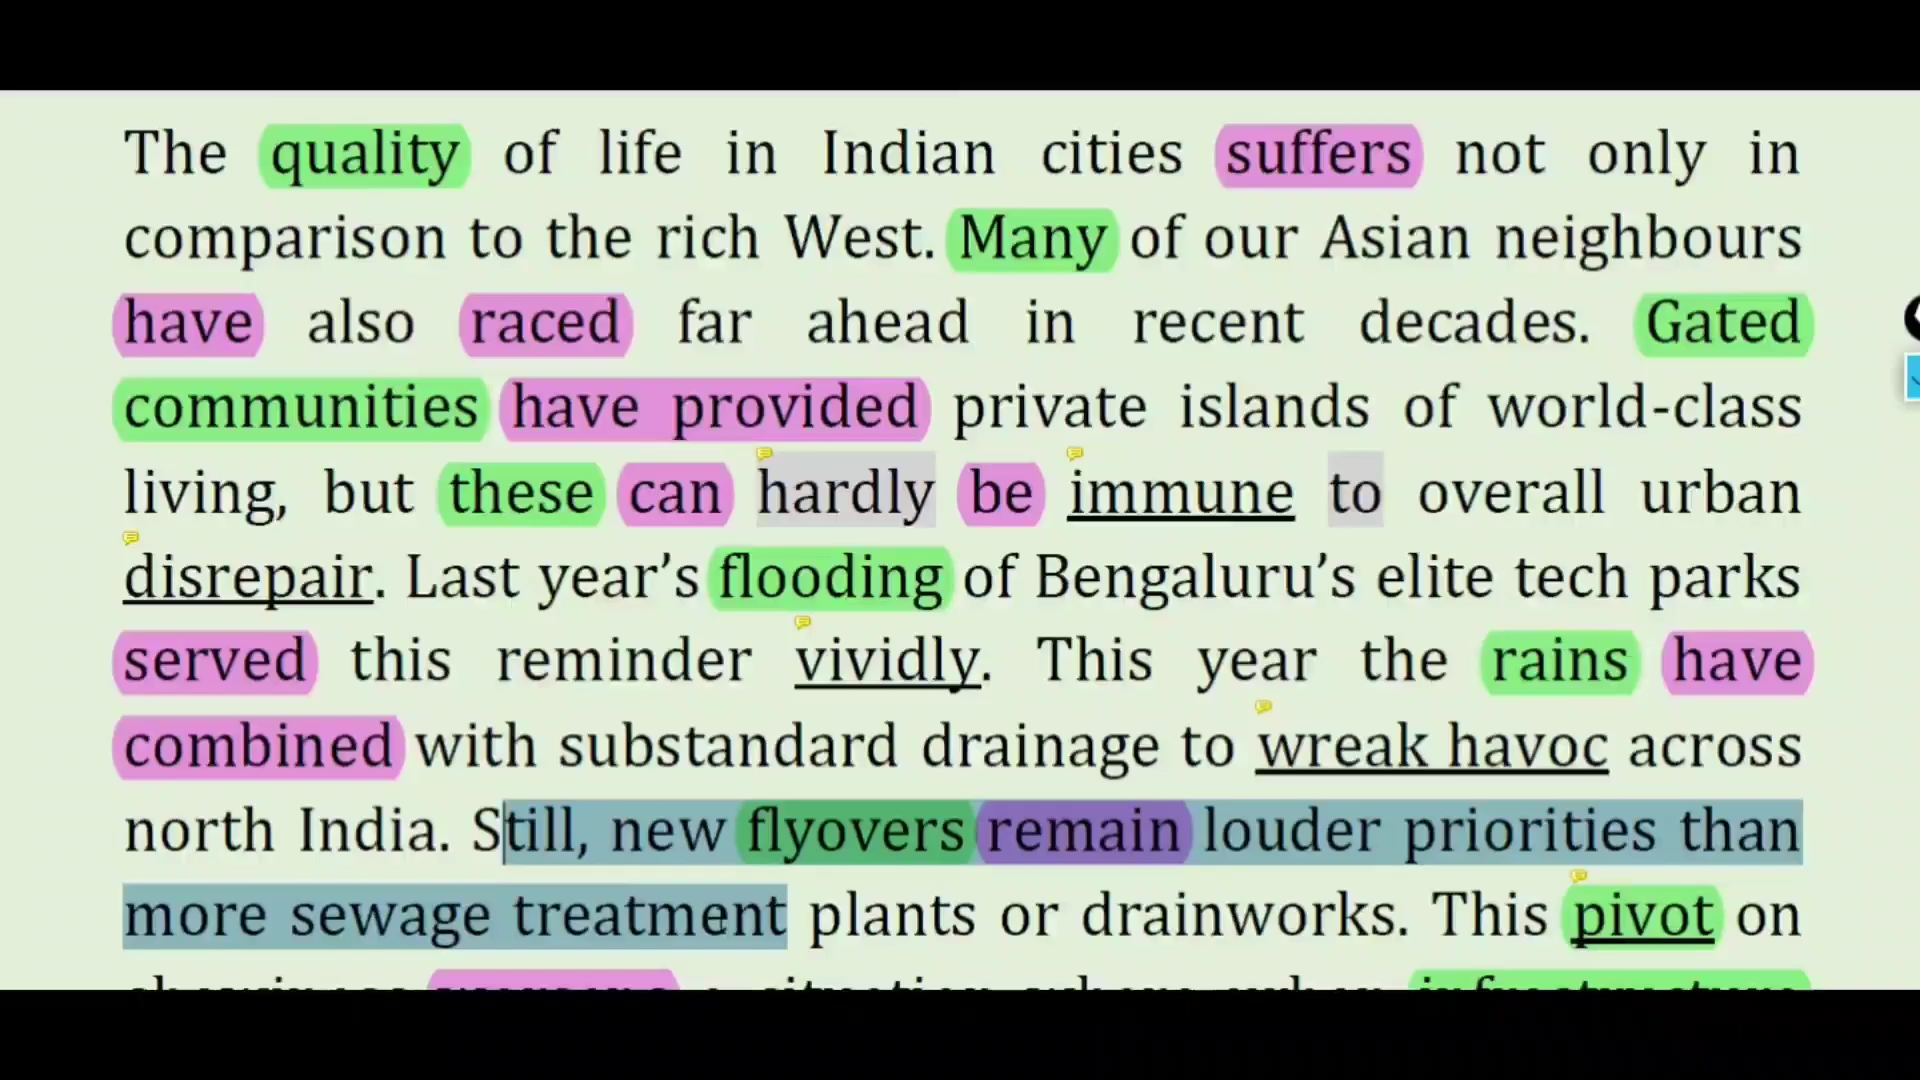 The quality of life in Indian cities suffers not only in
comparison to the rich West. Many of our Asian neighbours
have also raced far ahead in recent decades. Gated
communities have provided private islands of world-class
living, but these can hardly be immune to overall urban
disrepair. Last year’s flooding of Bengaluru’s elite tech parks
served this reminder vividly. This year the rains have
combined with substandard drainage to wreak havoc across
north India. Still, new flyovers remain louder priorities than
more sewage treatment plants or drainworks. This pivot on
a situation where urban infrastructure